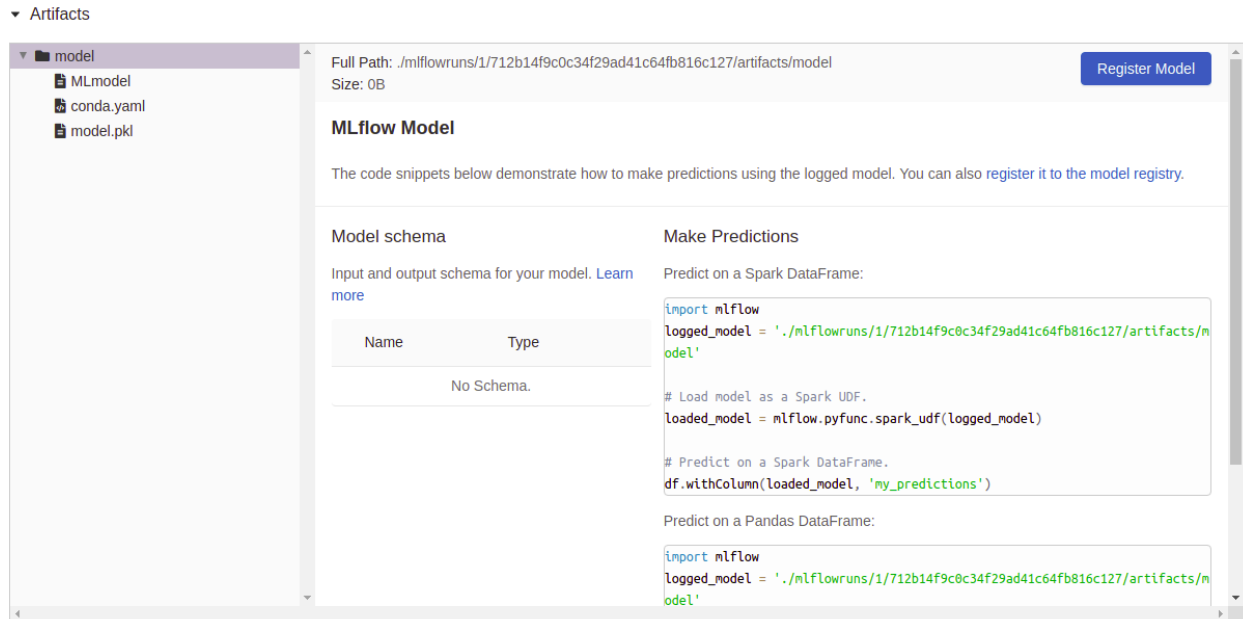 Artifacts
model
MLmodel
conda.yaml
model.pkl
Full Path: ./mlflowruns/1/712b14f9c0c34f29ad41c64fb816c127/artifacts/model
Size: 0B
Register Model
MLflow Model
The code snippets below demonstrate how to make predictions using the logged model. You can also register it to the model registry.
Model schema
Input and output schema for your model. Learn
more
Name Type
No Schema.
Make Predictions
Predict on a Spark DataFrame:
import mlflow
logged_model = './mlflowruns/1/712b14f9c0c34f29ad41c64fb816c127/artifacts/m
odel'
# Load model as a Spark UDF.
loaded_model = mlflow.pyfunc.spark_udf(logged_model)
# Predict on a Spark DataFrame.
df.withColumn(loaded_model, 'my_predictions')
Predict on a Pandas DataFrame:
import mlflow
logged_model = './mlflowruns/1/712b14f9c0c34f29ad41c64fb816c127/artifacts/m
odel'